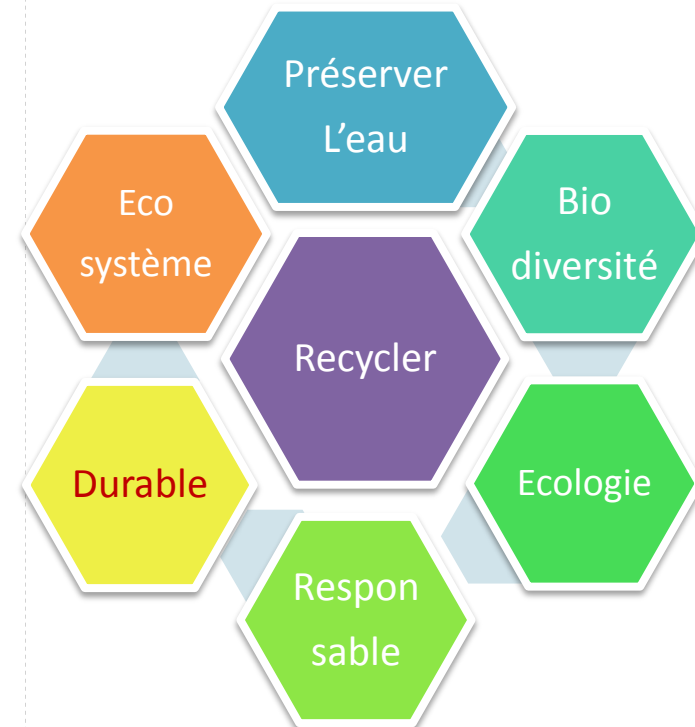 Préserver
L’eau
Eco
système
Bio
diversité
Recycler
Durable
Ecologie
Respon
sable